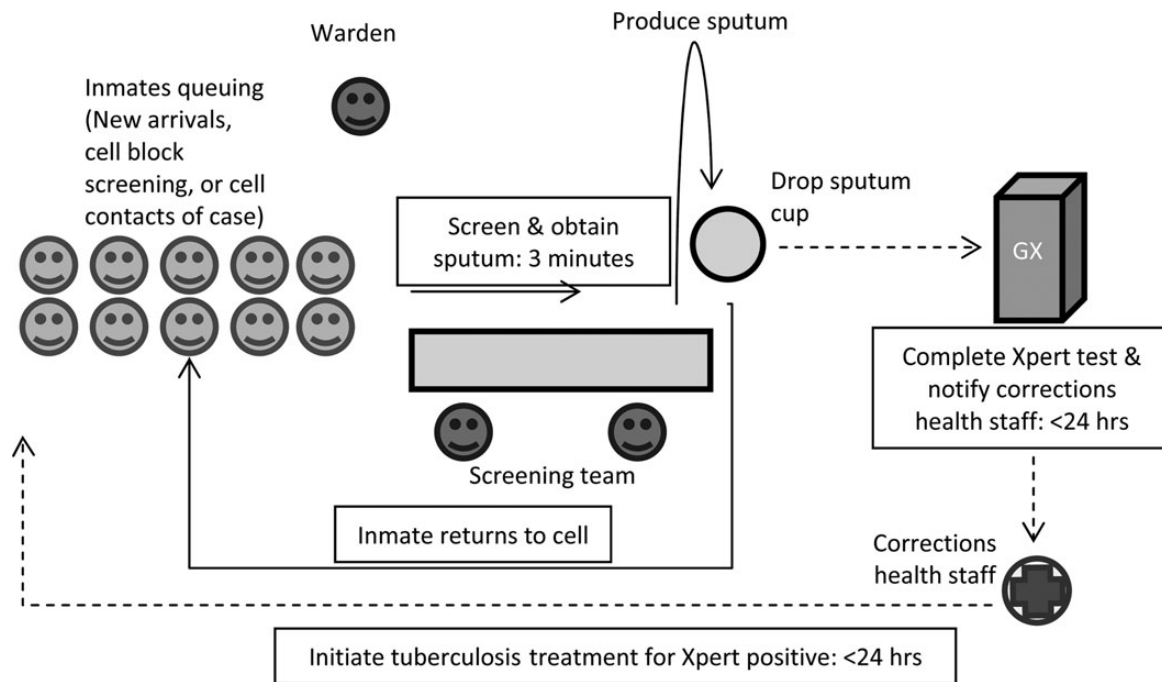 Warden
Produce sputum
Inmates queuing
(New arrivals,
cell block
screening, or cell
contacts of case)
Screen & obtain
sputum: 3 minutes
Drop sputum
cup
GX
Complete Xpert test &
notify corrections
health staff: <24 hrs
Screening team
Inmate returns to cell
Corrections
health staff
Initiate tuberculosis treatment for Xpert positive: <24 hrs